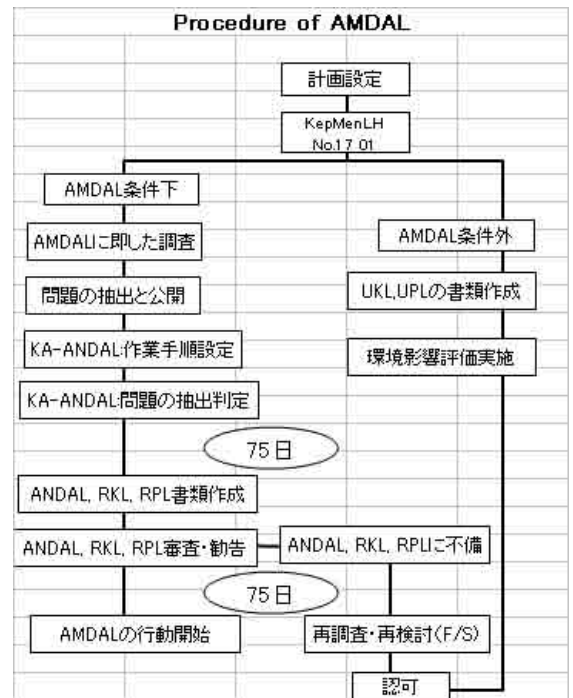 Procedure of AMDAL
計画設定
KepMenLH
No.17 01
AMDAL条件下
AMDAL条件外
AMDALに即した調査
問題の抽出と公開
UKL,UPLの書類作成
KA-ANDAL:作業手順設定
環境影響評価実施
KA-ANDAL:問題の抽出判定
75日
ANDAL, RKL, RPL書類作成
ANDAL, RKL, RPL審査・勧告
ANDAL, RKL, RPLに不備
75日
AMDALの行動開始
再調査・再検討(F/S)
認可